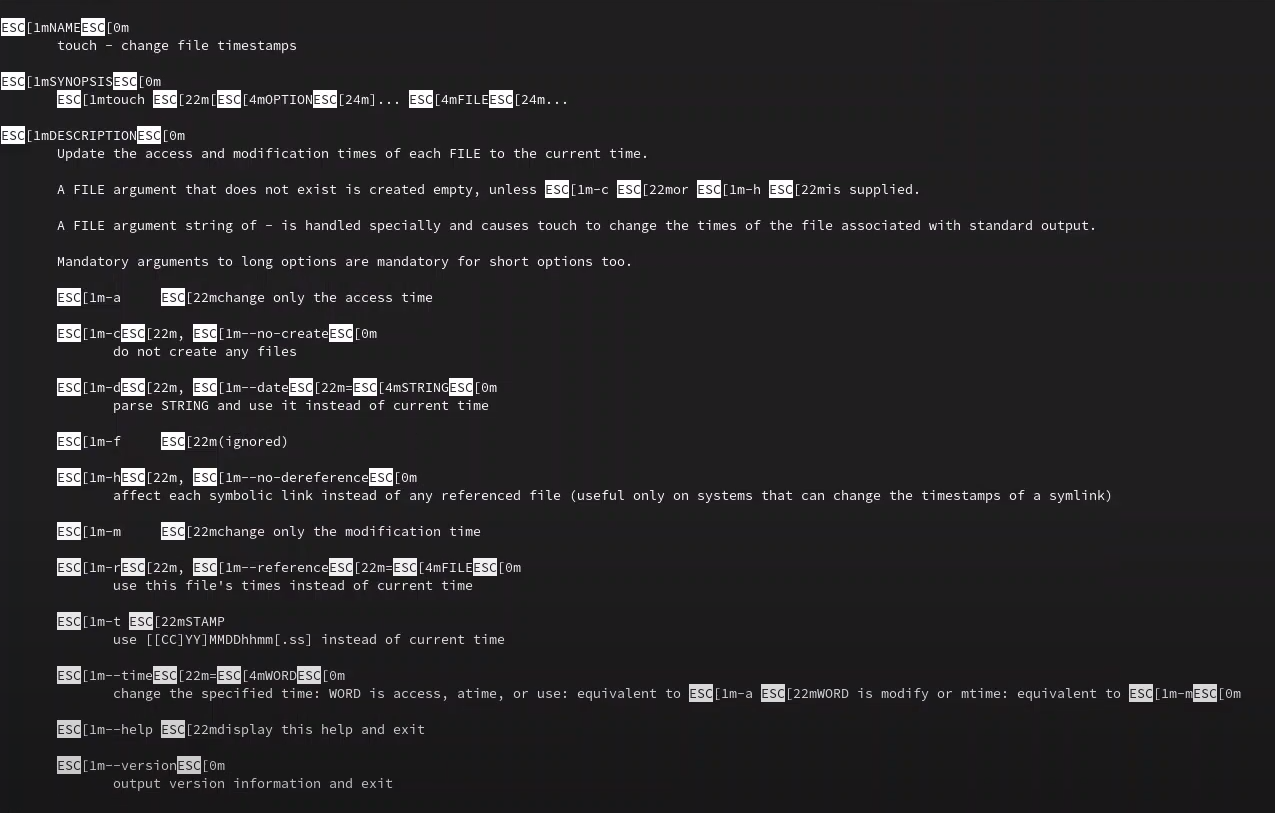 ESC[1mNAMEESC[0m
touch - change file timestamps
ESC[1mSYNOPSISESC[0m
ESC[1mtouch ESC[22m[ESC[4mOPTIONESC[24m]... ESC[4mFILEESC[24m...
ESC[1mDESCRIPTIONESC[0m
Update the access and modification times of each FILE to the current time.
A FILE argument that does not exist is created empty, unless ESC[1m-c ESC[22mor ESC[1m-h ESC[22mis supplied.
A FILE argument string of - is handled specially and causes touch to change the times of the file associated with standard output.
Mandatory arguments to long options are mandatory for short options too.
ESC[1m-a     ESC[22mchange only the access time
ESC[1m-cESC[22m, ESC[1m--no-createESC[0m
do not create any files
ESC[1m-dESC[22m, ESC[1m--dateESC[22m=ESC[4mSTRINGESC[0m
parse STRING and use it instead of current time
ESC[1m-f     ESC[22m(ignored)
ESC[1m-hESC[22m, ESC[1m--no-dereferenceESC[0m
affect each symbolic link instead of any referenced file (useful only on systems that can change the timestamps of a symlink)
ESC[1m-m     ESC[22mchange only the modification time
ESC[1m-rESC[22m, ESC[1m--referenceESC[22m=ESC[4mFILEESC[0m
use this file's times instead of current time
ESC[1m-t ESC[22mSTAMP
use [[CC]YY]MMDDhhmm[.ss] instead of current time
ESC[1m--timeESC[22m=ESC[4mWORDESC[0m
change the specified time: WORD is access, atime, or use: equivalent to ESC[1m-a ESC[22mWORD is modify or mtime: equivalent to ESC[1m-mESC[0m
ESC[1m--help ESC[22mdisplay this help and exit
ESC[1m--versionESC[0m
output version information and exit